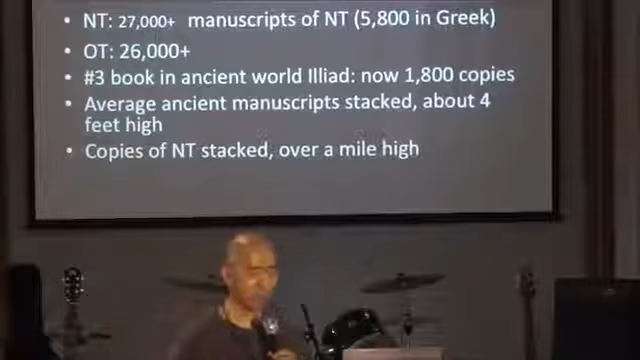 • NT: 27,000+ manuscripts of NT (5,800 in Greek)
• OT: 26,000+
• #3 book in ancient world Illiad: now 1,800 copies
• Average ancient manuscripts stacked, about 4
feet high
• Copies of NT stacked, over a mile high